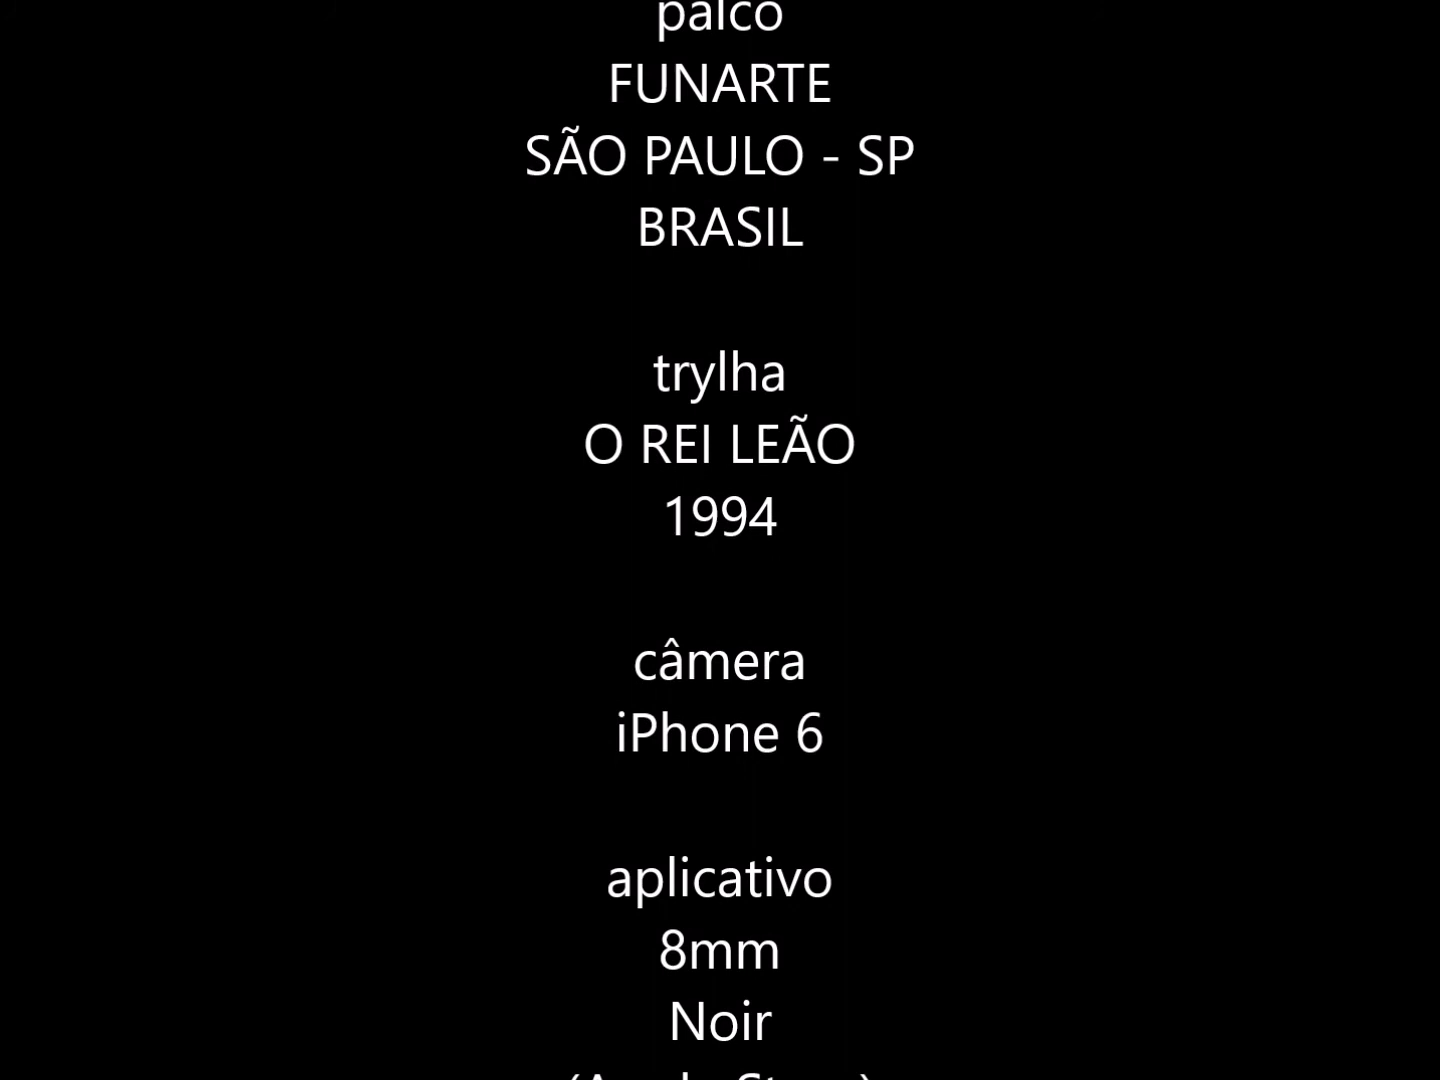 palco
FUNARTE
SÃO PAULO - SP
BRASIL
trylha
O REI LEÃO
1994
câmera
iPhone 6
aplicativo
8mm
Noir